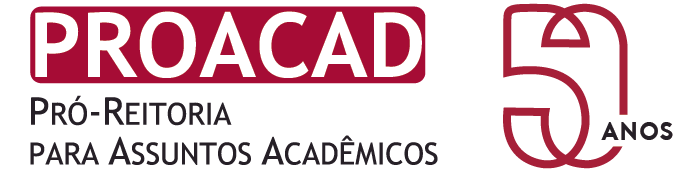 PROACAD
PRÓ-REITORIA
PARA ASSUNTOS ACADÊMICOS
50
ANOS